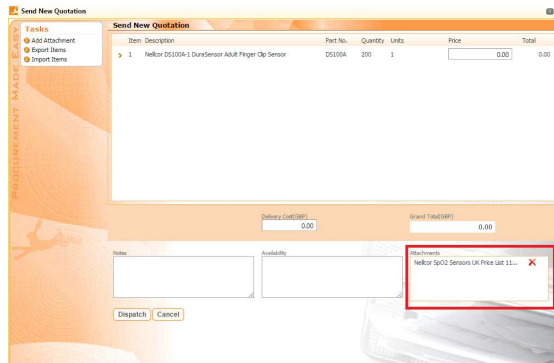 Send New Quotation
Tasks
Add Attachment
Export Items
Import Items
PROCUREMENT MADE EASY
Send New Quotation
Item Description Part No. Quantity Units Price Total
1 Nellcor DS100A-1 DuraSensor Adult Finger Clip Sensor DS100A 200 1 0.00 0.00
Delivery Cost(GBP) Grand Total(GBP)
0.00 0.00
Notes Availability Attachments
Nellcor SpO2 Sensors UK Price List 11...
Dispatch Cancel